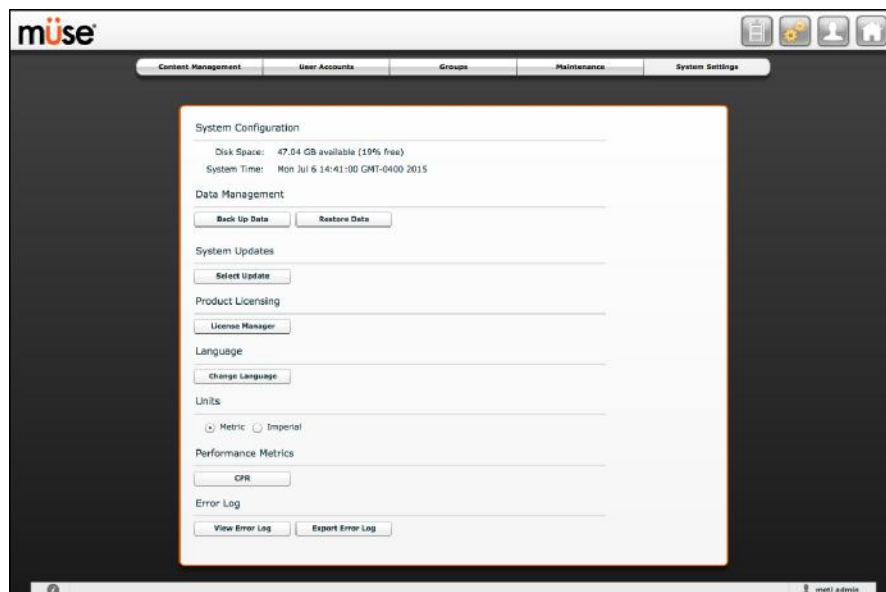 müse
Content Management User Accounts Groups Maintenance System Settings
System Configuration
Disk Space: 47.04 GB available (19% free)
System Time: Mon Jul 6 14:41:00 GMT-0400 2015
Data Management
Back Up Data Restore Data
System Updates
Select Update
Product Licensing
License Manager
Language
Change Language
Units
Metric Imperial
Performance Metrics
CPR
Error Log
View Error Log Export Error Log
meti admin